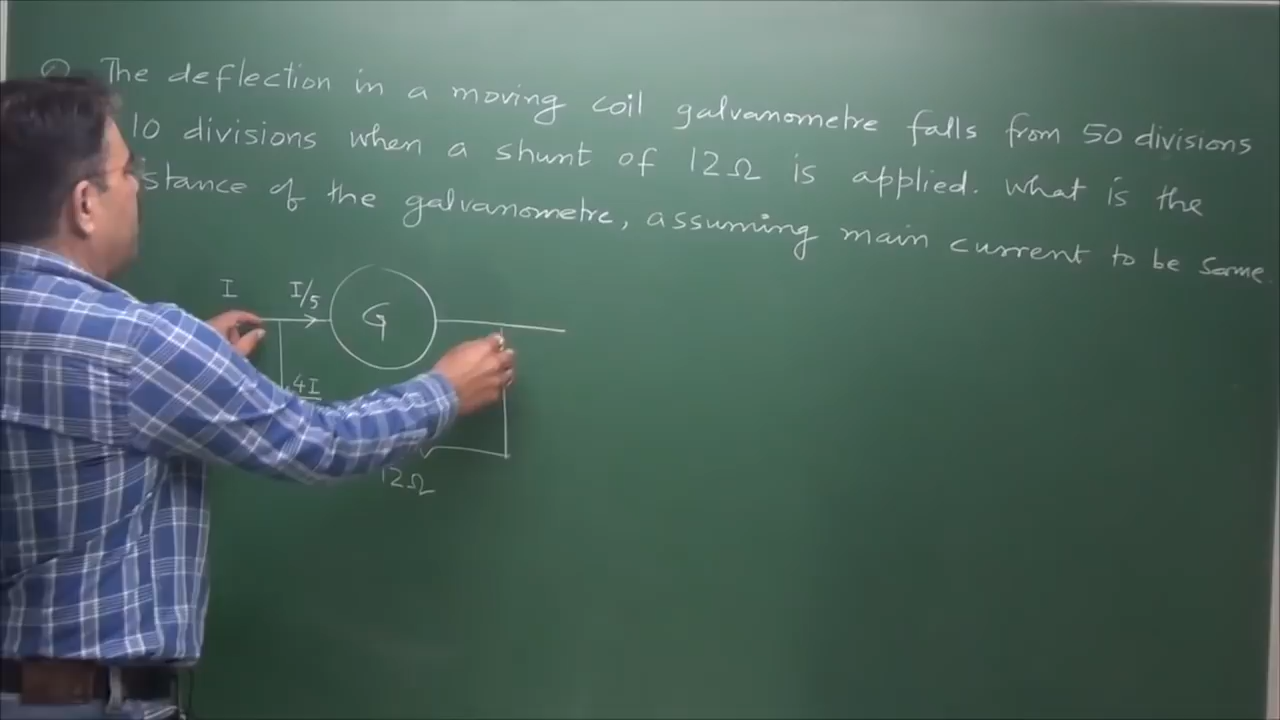 Q The deflection in a moving coil galvanometre falls from 50 divisions
10 divisions when a shunt of 12Ω is applied. What is the
stance of the galvanometre, assuming main current to be same.
I I/5
G
4I
12Ω